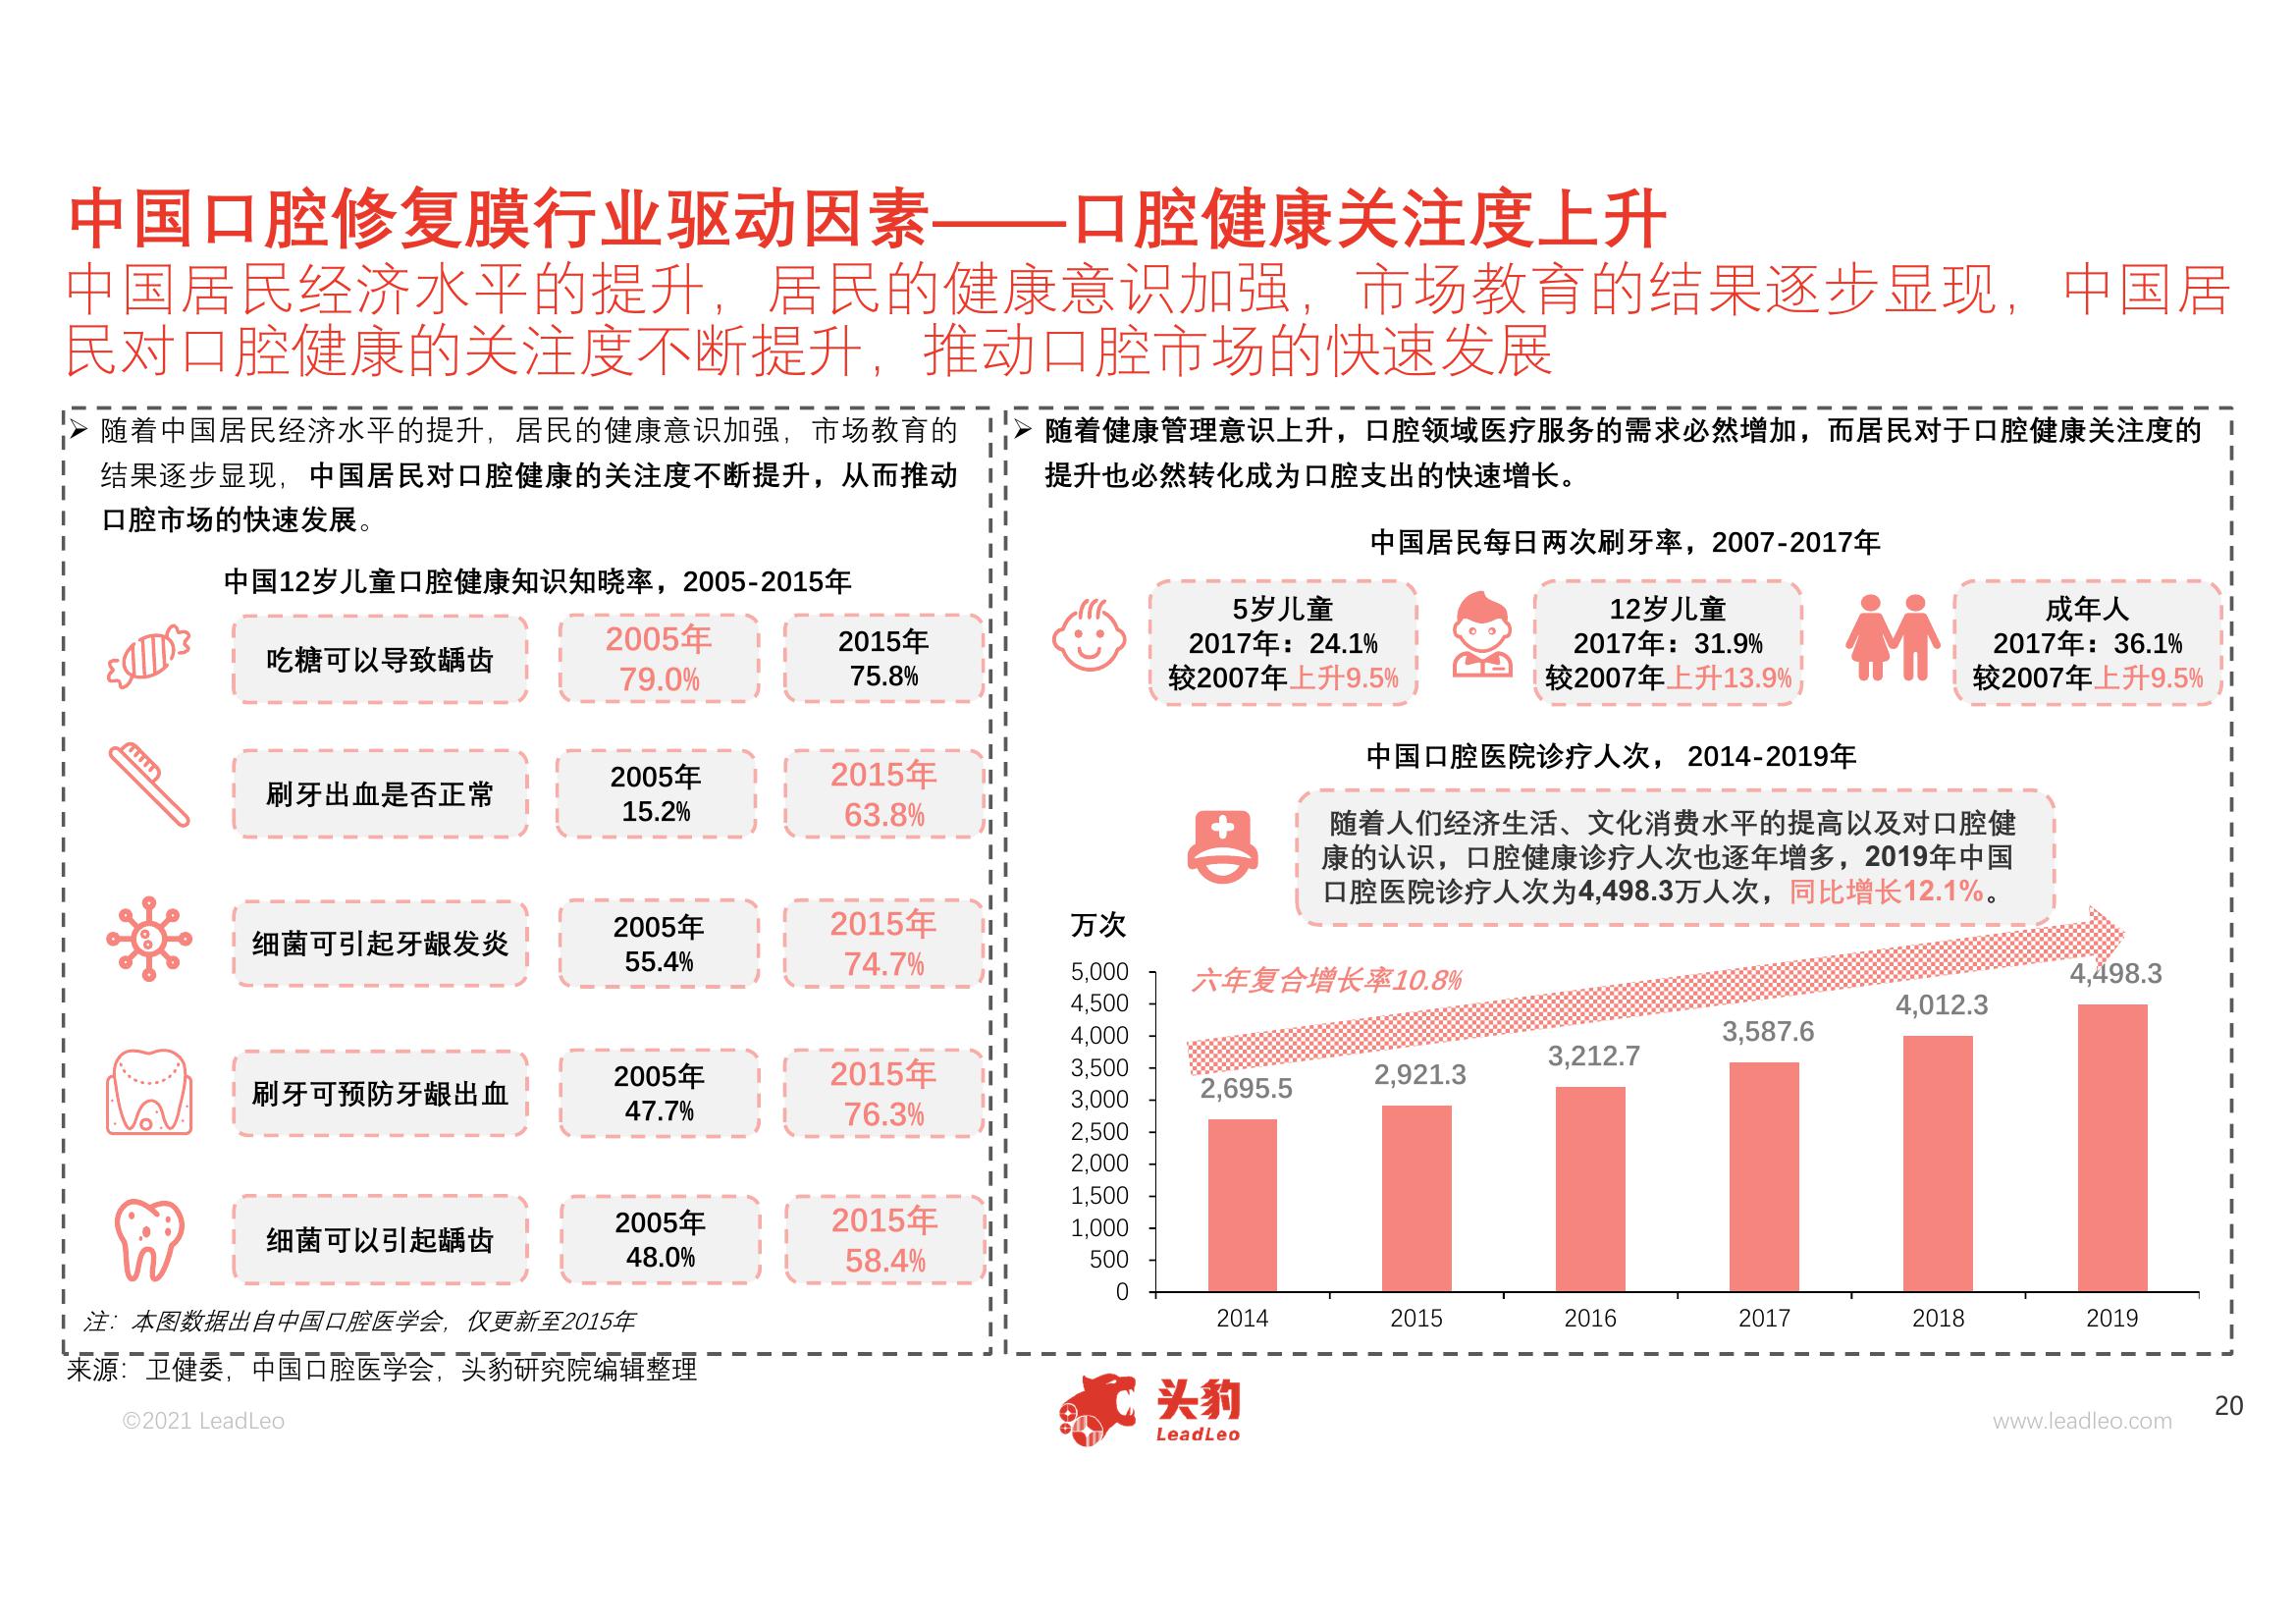 中国口腔修复膜行业驱动因素——口腔健康关注度上升
中国居民经济水平的提升，居民的健康意识加强，市场教育的结果逐步显现，中国居
民对口腔健康的关注度不断提升，推动口腔市场的快速发展
➢ 随着中国居民经济水平的提升，居民的健康意识加强，市场教育的
结果逐步显现，中国居民对口腔健康的关注度不断提升，从而推动
口腔市场的快速发展。
中国12岁儿童口腔健康知识知晓率，2005-2015年
吃糖可以导致龋齿
2005年
79.0%
2015年
75.8%
刷牙出血是否正常
2005年
15.2%
2015年
63.8%
细菌可引起牙龈发炎
2005年
55.4%
2015年
74.7%
刷牙可预防牙龈出血
2005年
47.7%
2015年
76.3%
细菌可以引起龋齿
2005年
48.0%
2015年
58.4%
注：本图数据出自中国口腔医学会，仅更新至2015年
➢ 随着健康管理意识上升，口腔领域医疗服务的需求必然增加，而居民对于口腔健康关注度的
提升也必然转化成为口腔支出的快速增长。
中国居民每日两次刷牙率，2007-2017年
5岁儿童
2017年：24.1%
较2007年上升9.5%
12岁儿童
2017年：31.9%
较2007年上升13.9%
成年人
2017年：36.1%
较2007年上升9.5%
中国口腔医院诊疗人次， 2014-2019年
随着人们经济生活、文化消费水平的提高以及对口腔健
康的认识，口腔健康诊疗人次也逐年增多，2019年中国
口腔医院诊疗人次为4,498.3万人次，同比增长12.1%。
万次
六年复合增长率10.8%
5,000
4,500
4,000
3,500
3,000
2,500
2,000
1,500
1,000
500
0
2,695.5
2,921.3
3,212.7
3,587.6
4,012.3
4,498.3
2014
2015
2016
2017
2018
2019
来源：卫健委，中国口腔医学会，头豹研究院编辑整理
©2021 LeadLeo
头豹
LeadLeo
www.leadleo.com
20